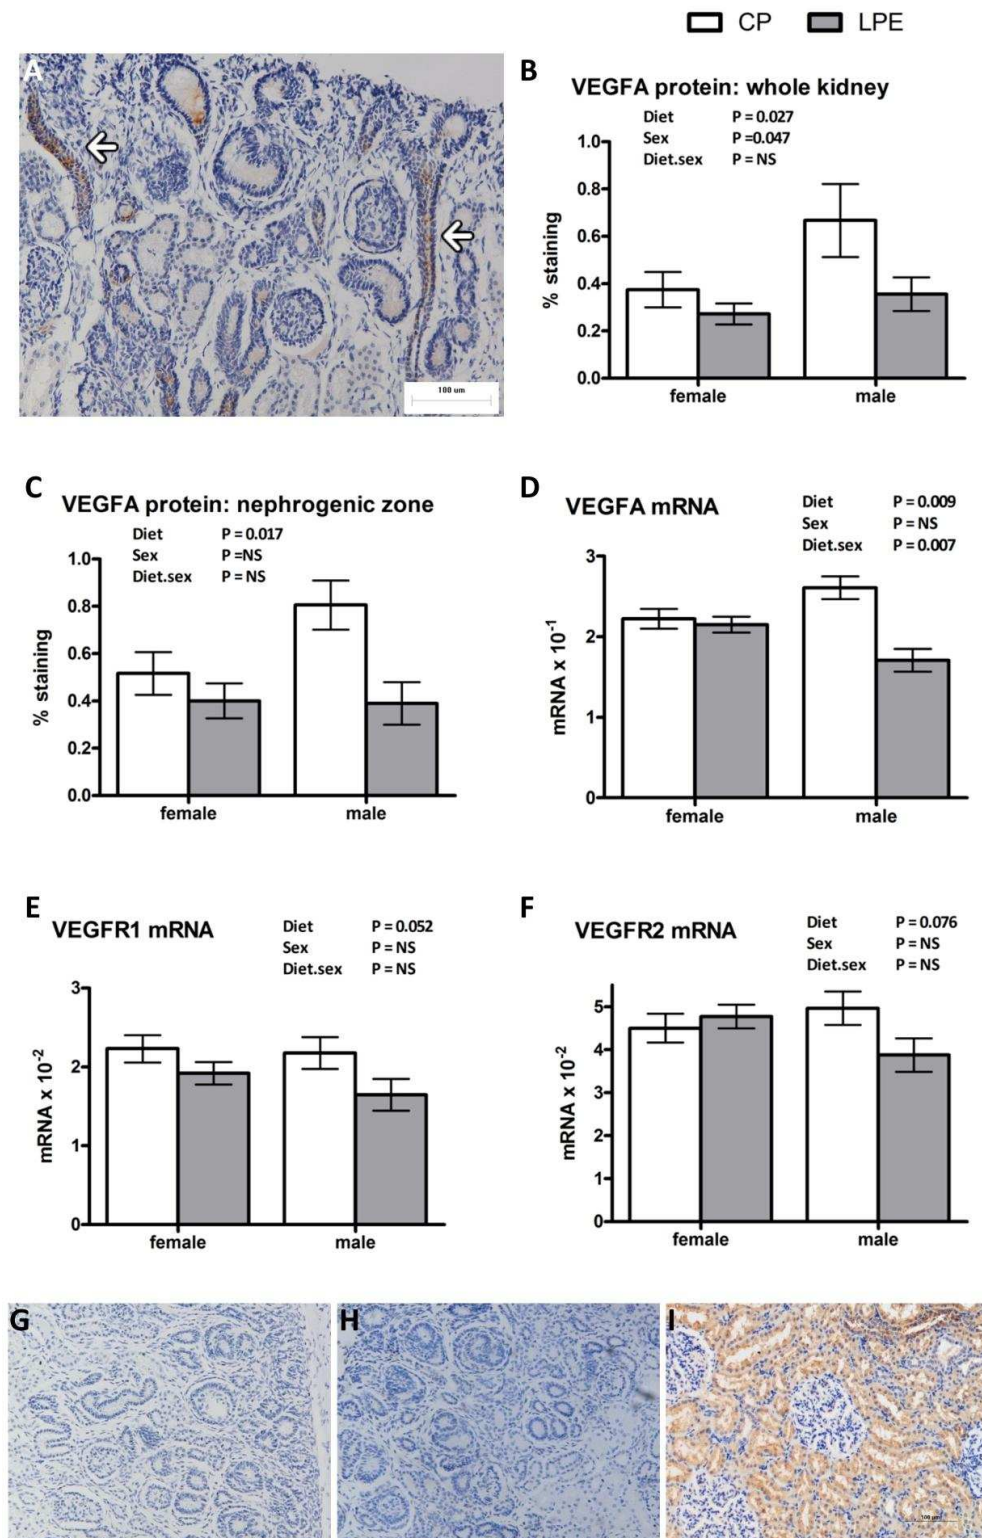 CP LPE
A
100 um
B
VEGFA protein: whole kidney
Diet P = 0.027
Sex P =0.047
Diet.sex P = NS
1.0
0.8
0.6
0.4
0.2
0.0
% staining
female male
C
VEGFA protein: nephrogenic zone
Diet P = 0.017
Sex P =NS
Diet.sex P = NS
1.0
0.8
0.6
0.4
0.2
0.0
% staining
female male
D
VEGFA mRNA
Diet P = 0.009
Sex P = NS
Diet.sex P = 0.007
3
2
1
0
mRNA x 10⁻¹
female male
E
VEGFR1 mRNA
Diet P = 0.052
Sex P = NS
Diet.sex P = NS
3
2
1
0
mRNA x 10⁻²
female male
F
VEGFR2 mRNA
Diet P = 0.076
Sex P = NS
Diet.sex P = NS
5
4
3
2
1
0
mRNA x 10⁻²
female male
G
H
I
100 um